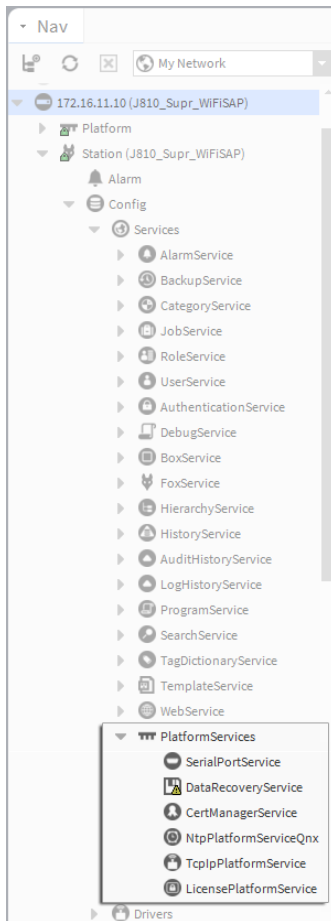 Nav
My Network
172.16.11.10 (J810_Supr_WiFiSAP)
Platform
Station (J810_Supr_WiFiSAP)
Alarm
Config
Services
AlarmService
BackupService
CategoryService
JobService
RoleService
UserService
AuthenticationService
DebugService
BoxService
FoxService
HierarchyService
HistoryService
AuditHistoryService
LogHistoryService
ProgramService
SearchService
TagDictionaryService
TemplateService
WebService
PlatformServices
SerialPortService
DataRecoveryService
CertManagerService
NtpPlatformServiceQnx
TcpIpPlatformService
LicensePlatformService
Drivers